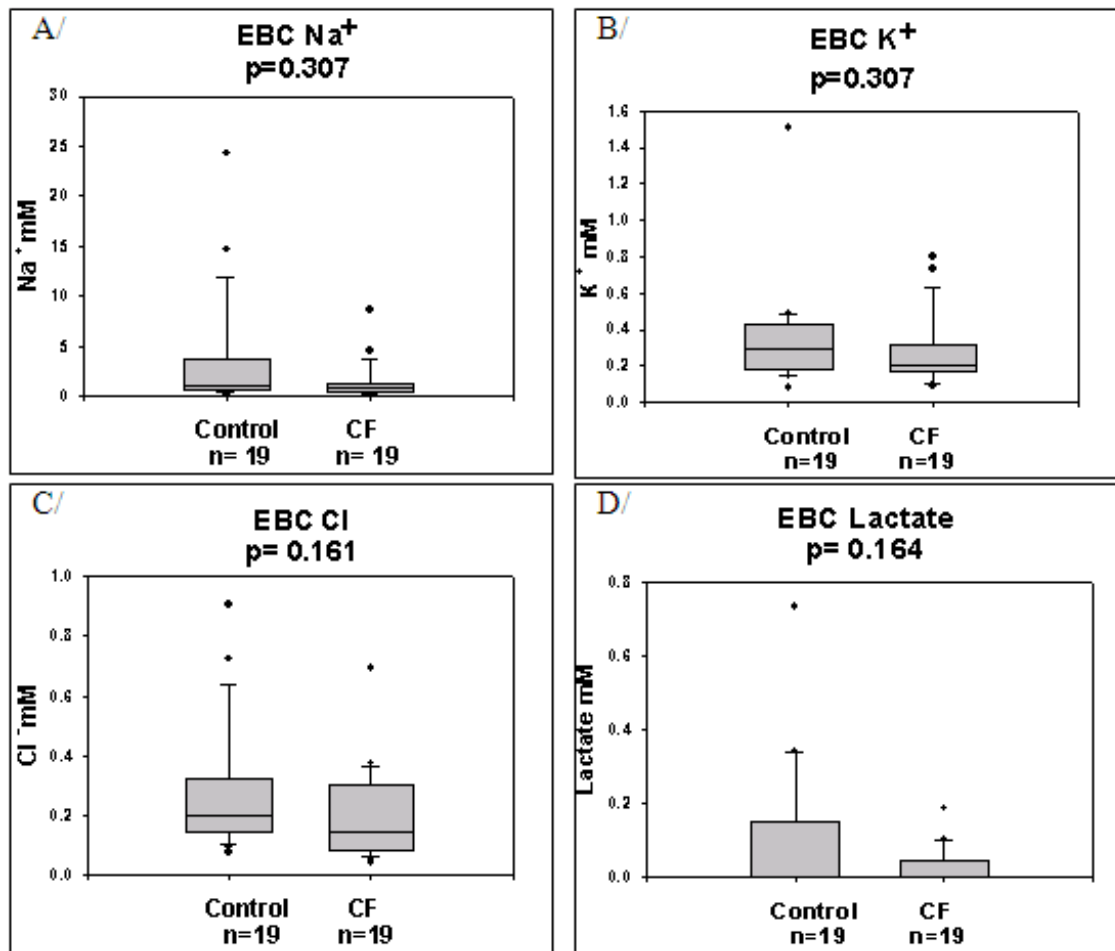 A/
EBC Na⁺
p=0.307
30
25
20
15
10
5
0
Na⁺ mM
Control CF
n= 19 n= 19
B/
EBC K⁺
p=0.307
1.6
1.4
1.2
1.0
0.8
0.6
0.4
0.2
0.0
K⁺ mM
Control CF
n=19 n=19
C/
EBC Cl
p= 0.161
1.0
0.8
0.6
0.4
0.2
0.0
Cl⁻ mM
Control CF
n=19 n=19
D/
EBC Lactate
p= 0.164
0.8
0.6
0.4
0.2
0.0
Lactate mM
Control CF
n=19 n=19